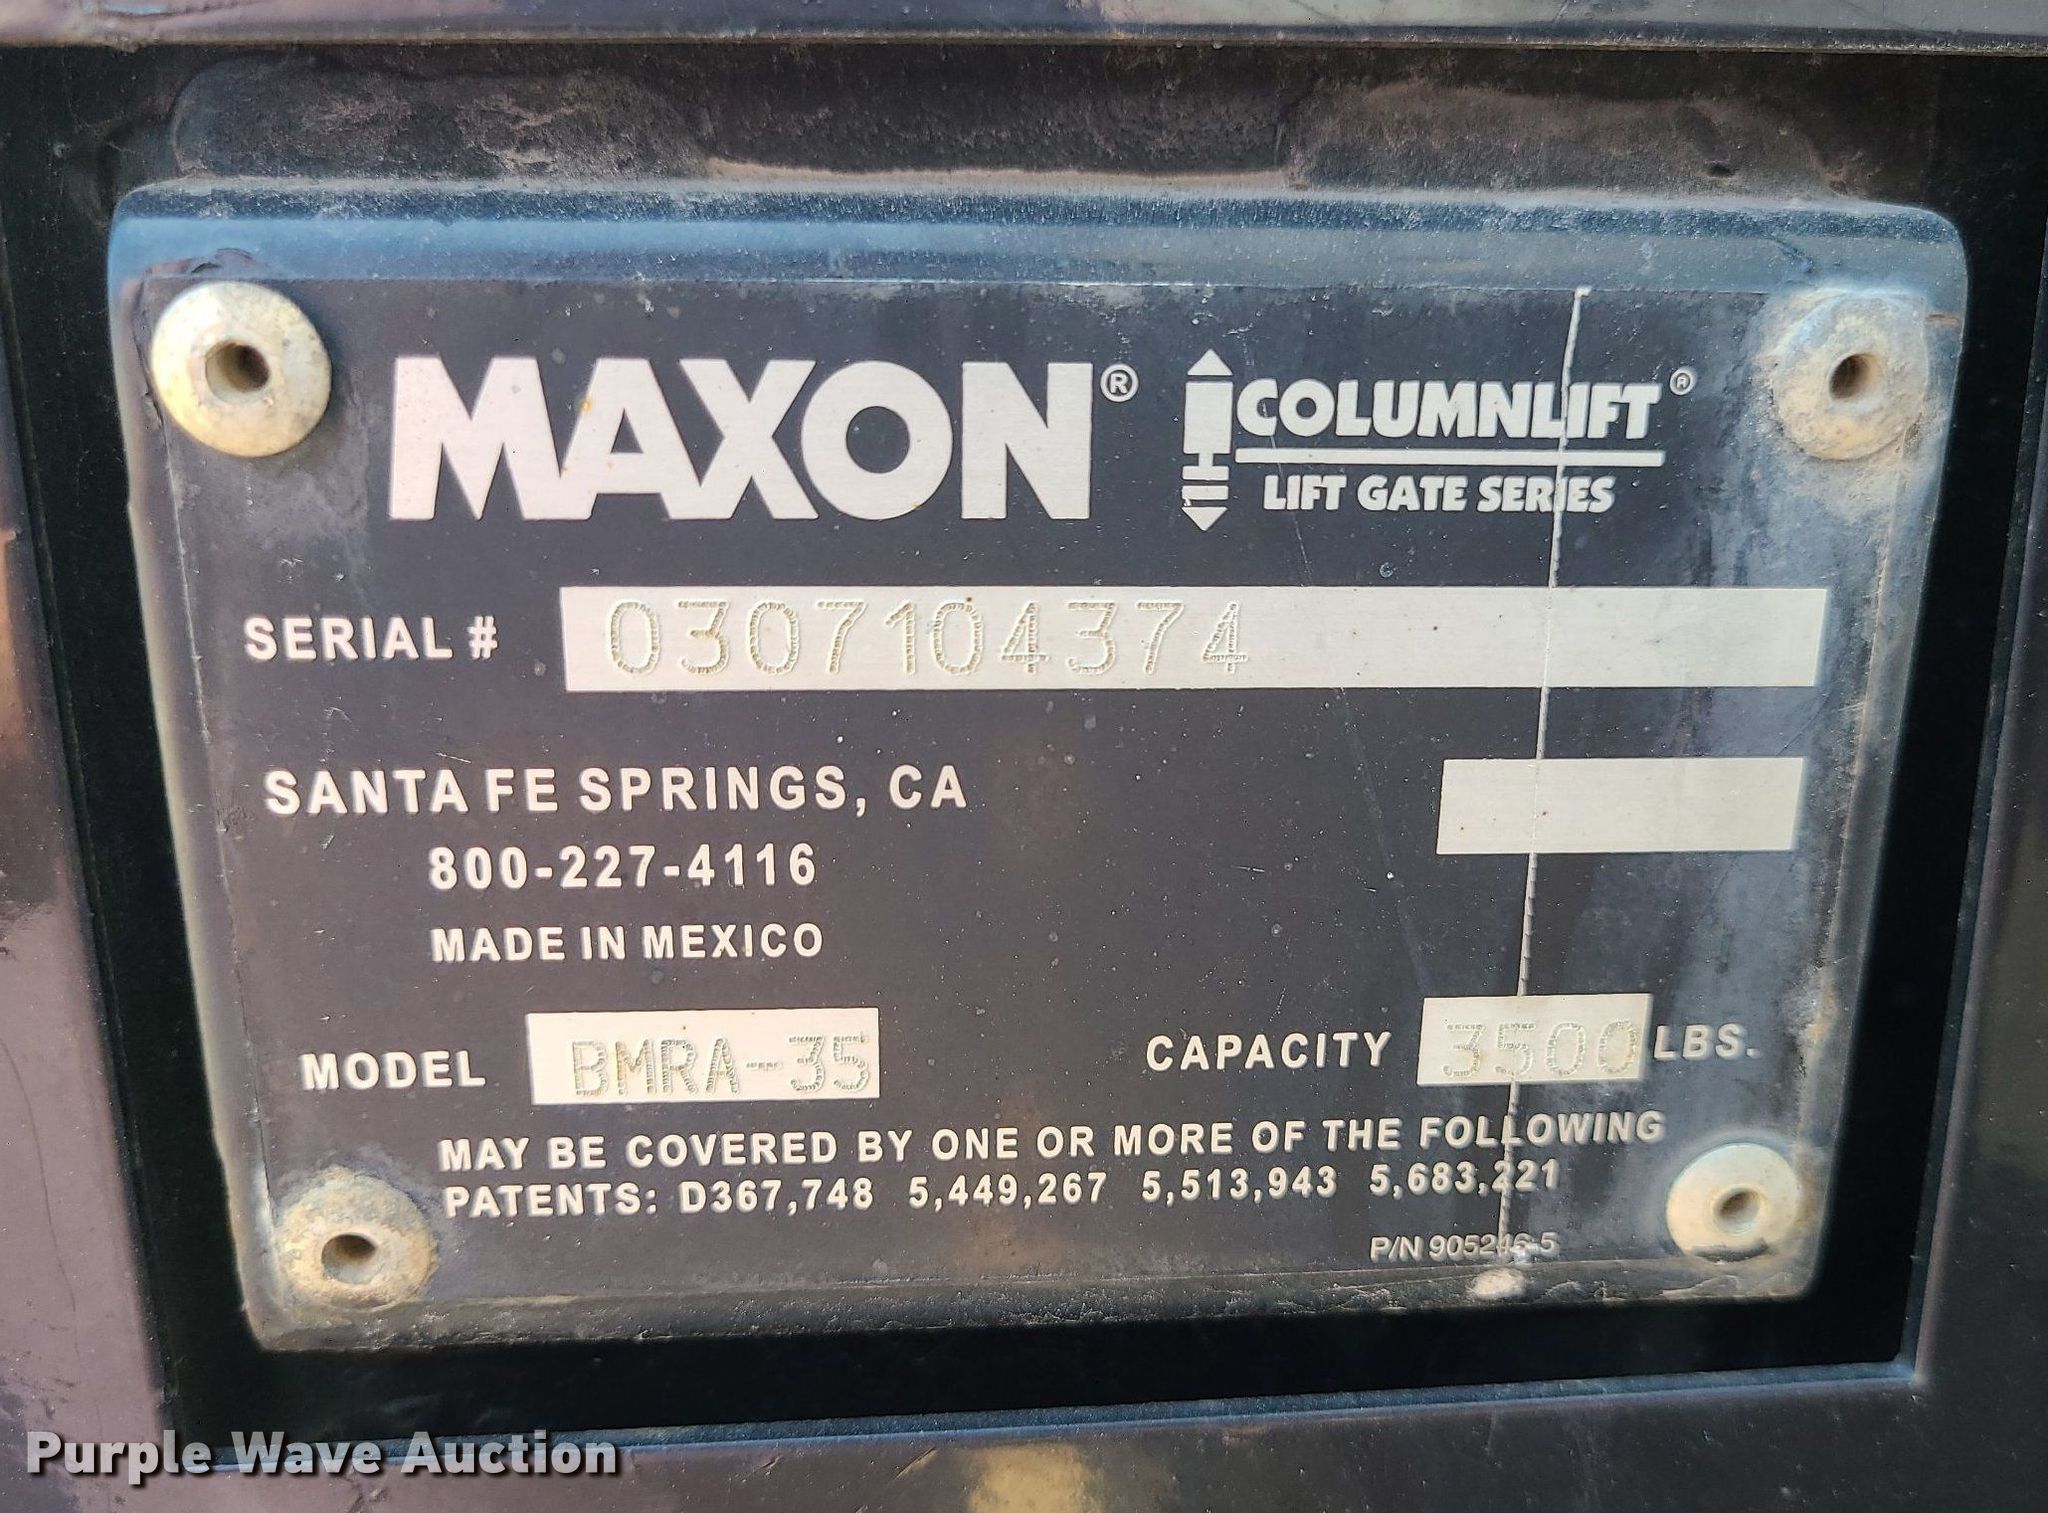 MAXON® COLUMNLIFT®
LIFT GATE SERIES
SERIAL # 0307104374
SANTA FE SPRINGS, CA
800-227-4116
MADE IN MEXICO
MODEL BMRA-35 CAPACITY 3500 LBS.
MAY BE COVERED BY ONE OR MORE OF THE FOLLOWING
PATENTS: D367,748 5,449,267 5,513,943 5,683,221
P/N 905246-5
Purple Wave Auction